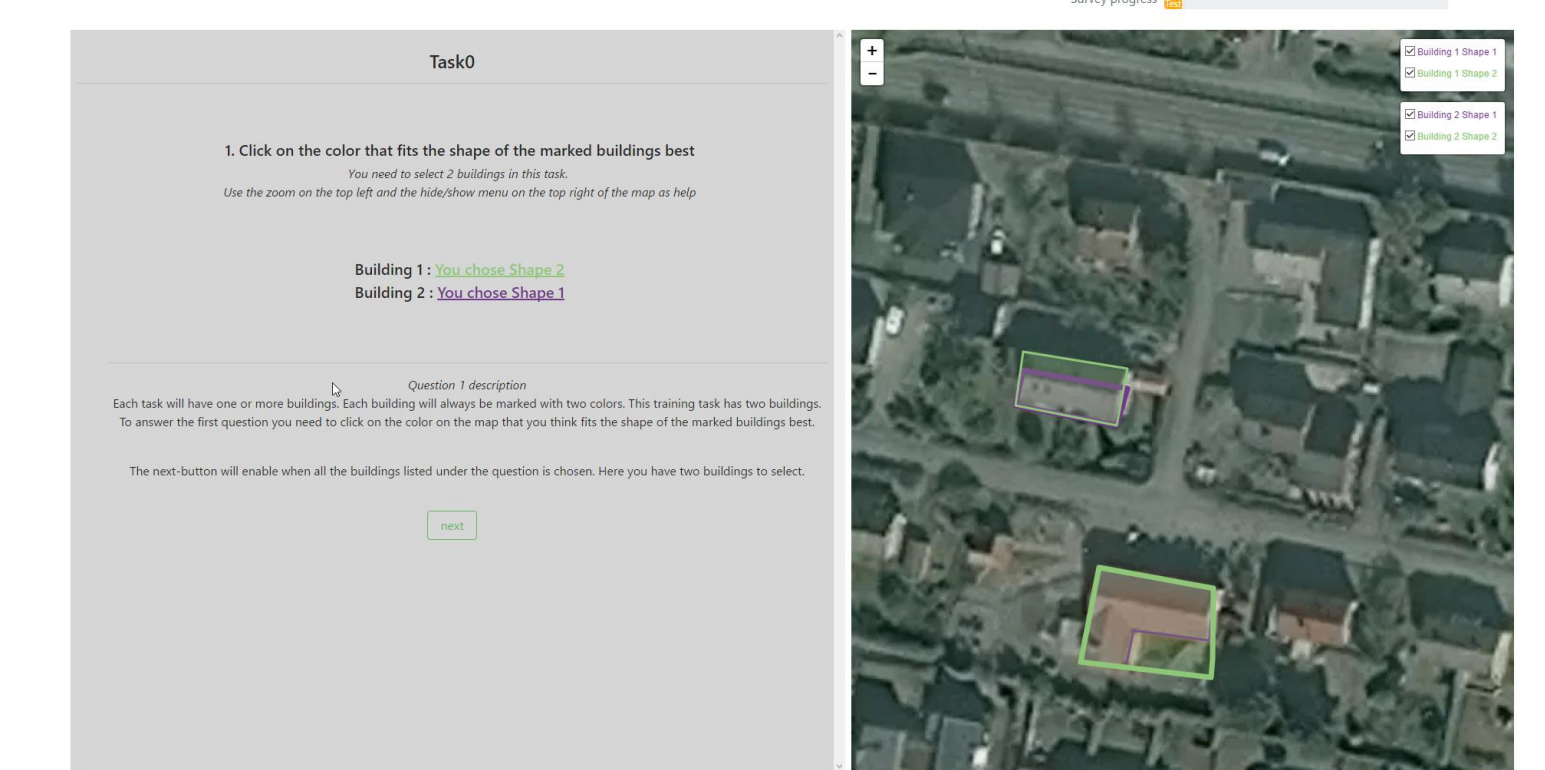 Survey progress Test
Task0
1. Click on the color that fits the shape of the marked buildings best
You need to select 2 buildings in this task.
Use the zoom on the top left and the hide/show menu on the top right of the map as help
Building 1 : You chose Shape 2
Building 2 : You chose Shape 1
Question 1 description
Each task will have one or more buildings. Each building will always be marked with two colors. This training task has two buildings.
To answer the first question you need to click on the color on the map that you think fits the shape of the marked buildings best.
The next-button will enable when all the buildings listed under the question is chosen. Here you have two buildings to select.
next
+
−
Building 1 Shape 1
Building 1 Shape 2
Building 2 Shape 1
Building 2 Shape 2